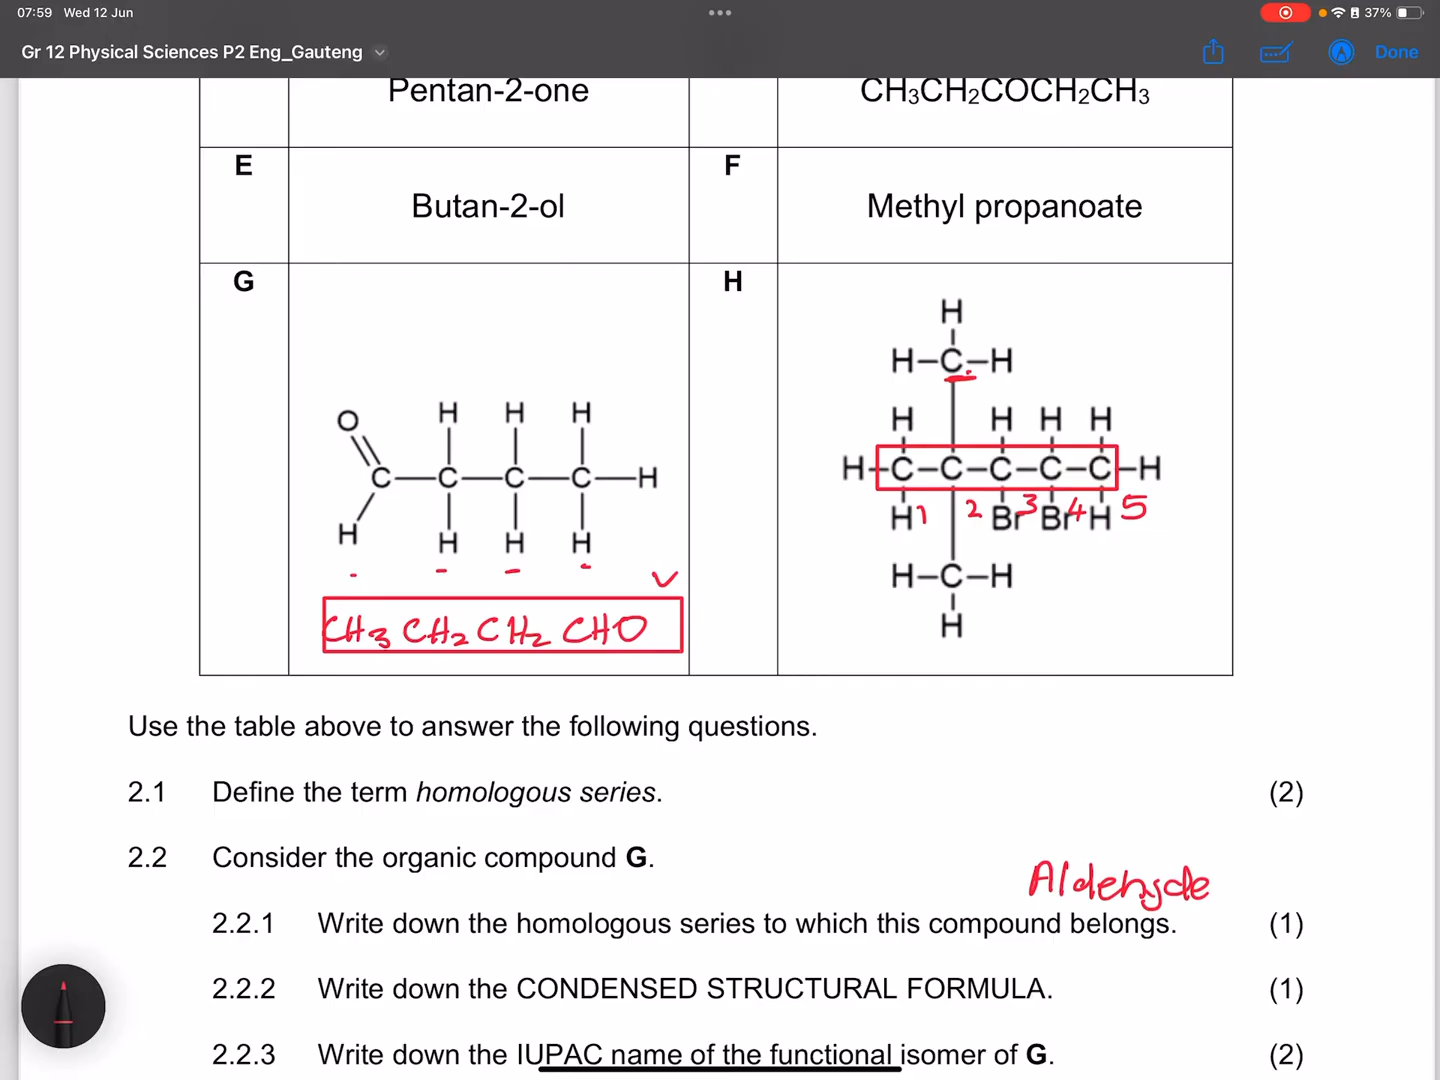 07:59 Wed 12 Jun
37%
Gr 12 Physical Sciences P2 Eng_Gauteng
Done
Pentan-2-one
CH₃CH₂COCH₂CH₃
E
Butan-2-ol
F
Methyl propanoate
G
O
H H H
C C C C H
H H H H
CH₃ CH₂ CH₂ CHO
H
H
H-C-H
H H H H
H-C-C-C-C-C-H
H 1 2 Br 3 Br 4 H 5
H-C-H
H
Use the table above to answer the following questions.
2.1 Define the term homologous series. (2)
2.2 Consider the organic compound G.
Aldehyde
2.2.1 Write down the homologous series to which this compound belongs. (1)
2.2.2 Write down the CONDENSED STRUCTURAL FORMULA. (1)
2.2.3 Write down the IUPAC name of the functional isomer of G. (2)